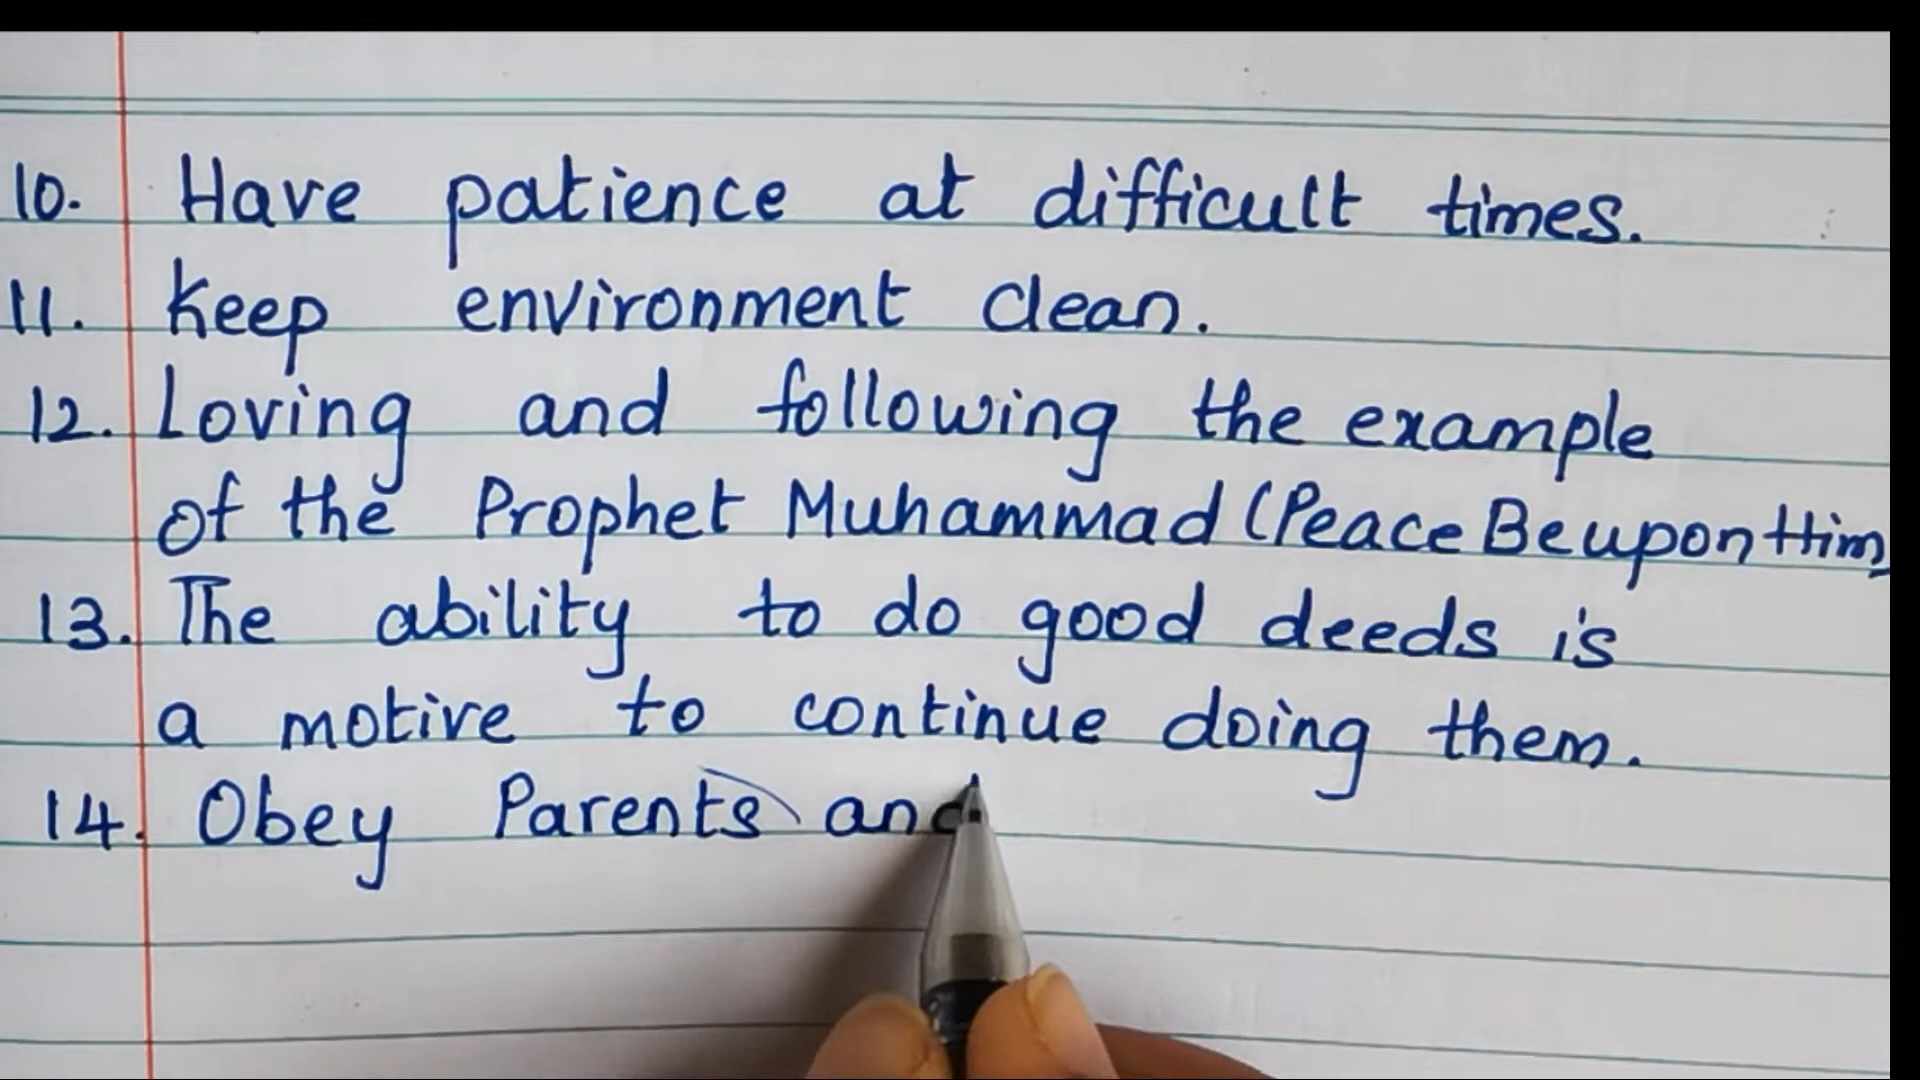 10. Have patience at difficult times.
11. Keep environment clean.
12. Loving and following the example
of the Prophet Muhammad (Peace Be upon Him)
13. The ability to do good deeds is
a motive to continue doing them.
14. Obey Parents and